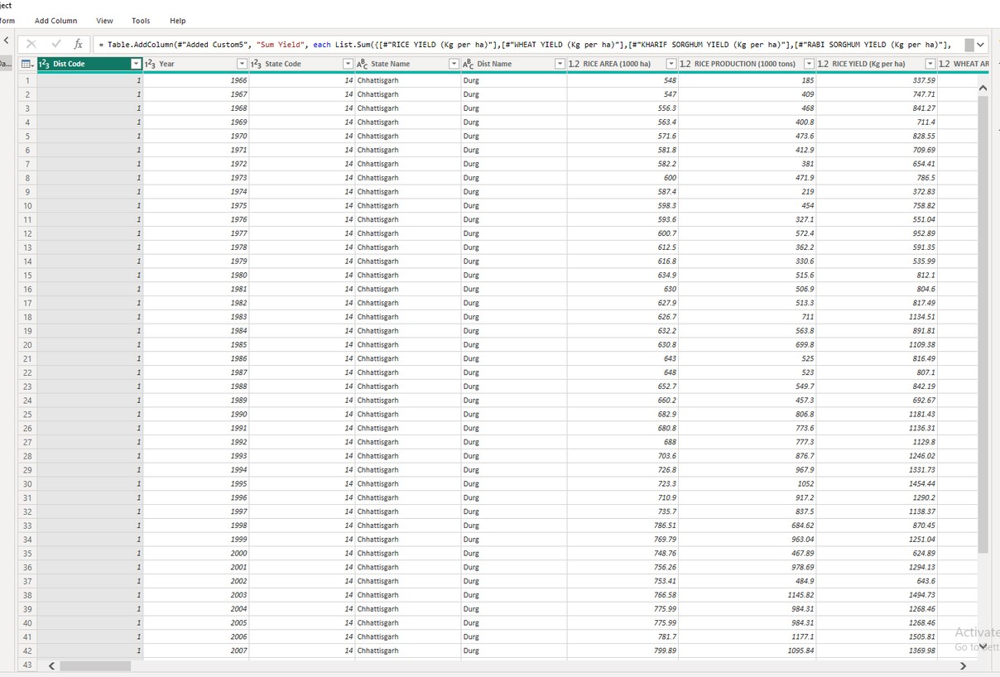 ject
form Add Column View Tools Help
fx = Table.AddColumn(#"Added Custom5", "Sum Yield", each List.Sum({[#"RICE YIELD (Kg per ha)"],[#"WHEAT YIELD (Kg per ha)"],[#"KHARIF SORGHUM YIELD (Kg per ha)"],[#"RABI SORGHUM YIELD (Kg per ha)"],
Da... 123 Dist Code 123 Year 123 State Code ABC State Name ABC Dist Name 1.2 RICE AREA (1000 ha) 1.2 RICE PRODUCTION (1000 tons) 1.2 RICE YIELD (Kg per ha) 1.2 WHEAT AR
1 1 1966 14 Chhattisgarh Durg 548 185 337.59
2 1 1967 14 Chhattisgarh Durg 547 409 747.71
3 1 1968 14 Chhattisgarh Durg 556.3 468 841.27
4 1 1969 14 Chhattisgarh Durg 563.4 400.8 711.4
5 1 1970 14 Chhattisgarh Durg 571.6 473.6 828.55
6 1 1971 14 Chhattisgarh Durg 581.8 412.9 709.69
7 1 1972 14 Chhattisgarh Durg 582.2 381 654.41
8 1 1973 14 Chhattisgarh Durg 600 471.9 786.5
9 1 1974 14 Chhattisgarh Durg 587.4 219 372.83
10 1 1975 14 Chhattisgarh Durg 598.3 454 758.82
11 1 1976 14 Chhattisgarh Durg 593.6 327.1 551.04
12 1 1977 14 Chhattisgarh Durg 600.7 572.4 952.89
13 1 1978 14 Chhattisgarh Durg 612.5 362.2 591.35
14 1 1979 14 Chhattisgarh Durg 616.8 330.6 535.99
15 1 1980 14 Chhattisgarh Durg 634.9 515.6 812.1
16 1 1981 14 Chhattisgarh Durg 630 506.9 804.6
17 1 1982 14 Chhattisgarh Durg 627.9 513.3 817.49
18 1 1983 14 Chhattisgarh Durg 626.7 711 1134.51
19 1 1984 14 Chhattisgarh Durg 632.2 563.8 891.81
20 1 1985 14 Chhattisgarh Durg 630.8 699.8 1109.38
21 1 1986 14 Chhattisgarh Durg 643 525 816.49
22 1 1987 14 Chhattisgarh Durg 648 523 807.1
23 1 1988 14 Chhattisgarh Durg 652.7 549.7 842.19
24 1 1989 14 Chhattisgarh Durg 660.2 457.3 692.67
25 1 1990 14 Chhattisgarh Durg 682.9 806.8 1181.43
26 1 1991 14 Chhattisgarh Durg 680.8 773.6 1136.31
27 1 1992 14 Chhattisgarh Durg 688 777.3 1129.8
28 1 1993 14 Chhattisgarh Durg 703.6 876.7 1246.02
29 1 1994 14 Chhattisgarh Durg 726.8 967.9 1331.73
30 1 1995 14 Chhattisgarh Durg 723.3 1052 1454.44
31 1 1996 14 Chhattisgarh Durg 710.9 917.2 1290.2
32 1 1997 14 Chhattisgarh Durg 735.7 837.5 1138.37
33 1 1998 14 Chhattisgarh Durg 786.51 684.62 870.45
34 1 1999 14 Chhattisgarh Durg 769.79 963.04 1251.04
35 1 2000 14 Chhattisgarh Durg 748.76 467.89 624.89
36 1 2001 14 Chhattisgarh Durg 756.26 978.69 1294.13
37 1 2002 14 Chhattisgarh Durg 753.41 484.9 643.6
38 1 2003 14 Chhattisgarh Durg 766.58 1145.82 1494.73
39 1 2004 14 Chhattisgarh Durg 775.99 984.31 1268.46
40 1 2005 14 Chhattisgarh Durg 775.99 984.31 1268.46
41 1 2006 14 Chhattisgarh Durg 781.7 1177.1 1505.81
42 1 2007 14 Chhattisgarh Durg 799.89 1095.84 1369.98
43
Activate
Go to Sett